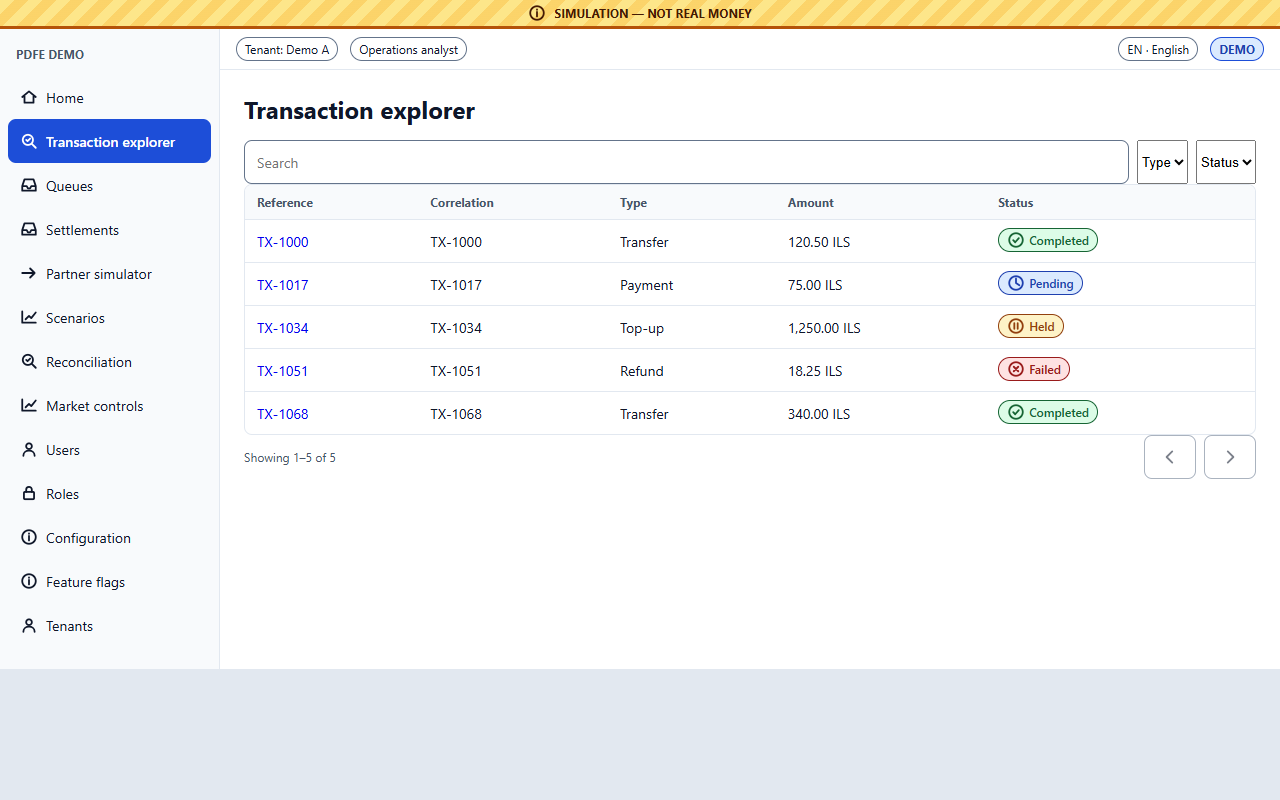 SIMULATION — NOT REAL MONEY
PDFE DEMO
Tenant: Demo A
Operations analyst
EN · English
DEMO
Home
Transaction explorer
Queues
Settlements
Partner simulator
Scenarios
Reconciliation
Market controls
Users
Roles
Configuration
Feature flags
Tenants
Transaction explorer
Search
Type
Status
Reference Correlation Type Amount Status
TX-1000 TX-1000 Transfer 120.50 ILS Completed
TX-1017 TX-1017 Payment 75.00 ILS Pending
TX-1034 TX-1034 Top-up 1,250.00 ILS Held
TX-1051 TX-1051 Refund 18.25 ILS Failed
TX-1068 TX-1068 Transfer 340.00 ILS Completed
Showing 1–5 of 5